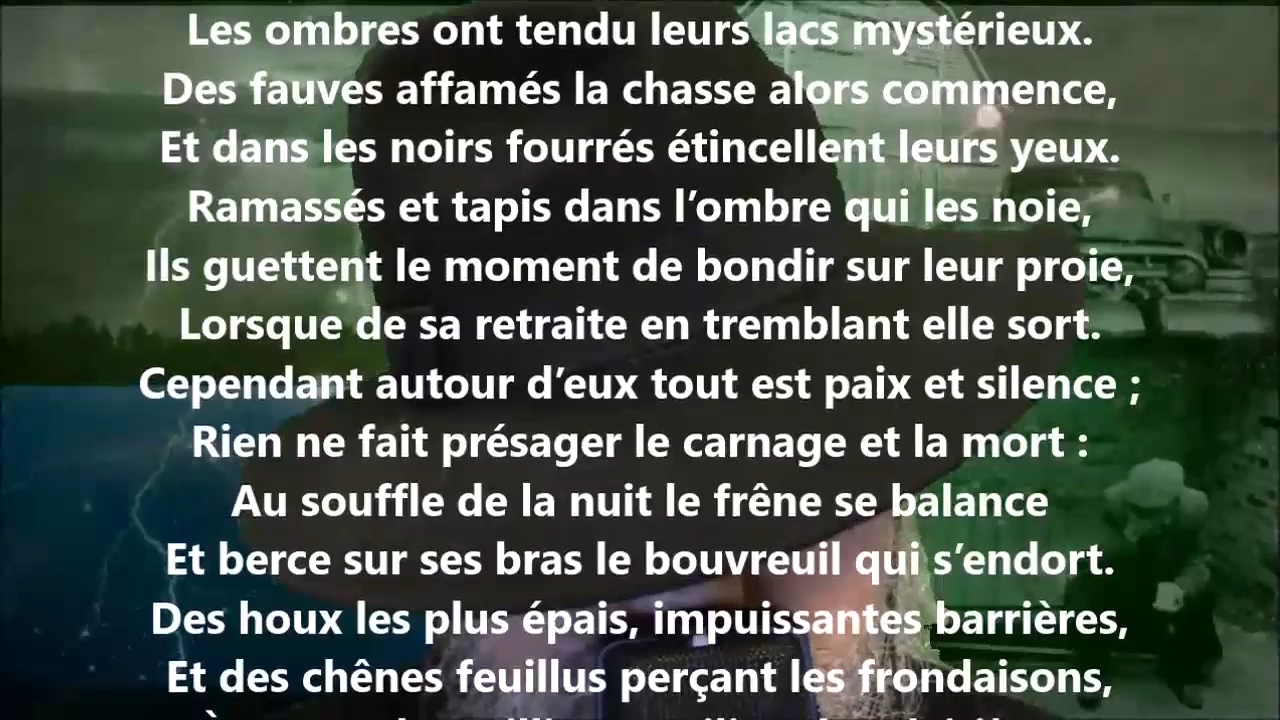 Les ombres ont tendu leurs lacs mystérieux.
Des fauves affamés la chasse alors commence,
Et dans les noirs fourrés étincellent leurs yeux.
Ramassés et tapis dans l’ombre qui les noie,
Ils guettent le moment de bondir sur leur proie,
Lorsque de sa retraite en tremblant elle sort.
Cependant autour d’eux tout est paix et silence ;
Rien ne fait présager le carnage et la mort :
Au souffle de la nuit le frêne se balance
Et berce sur ses bras le bouvreuil qui s’endort.
Des houx les plus épais, impuissantes barrières,
Et des chênes feuillus perçant les frondaisons,